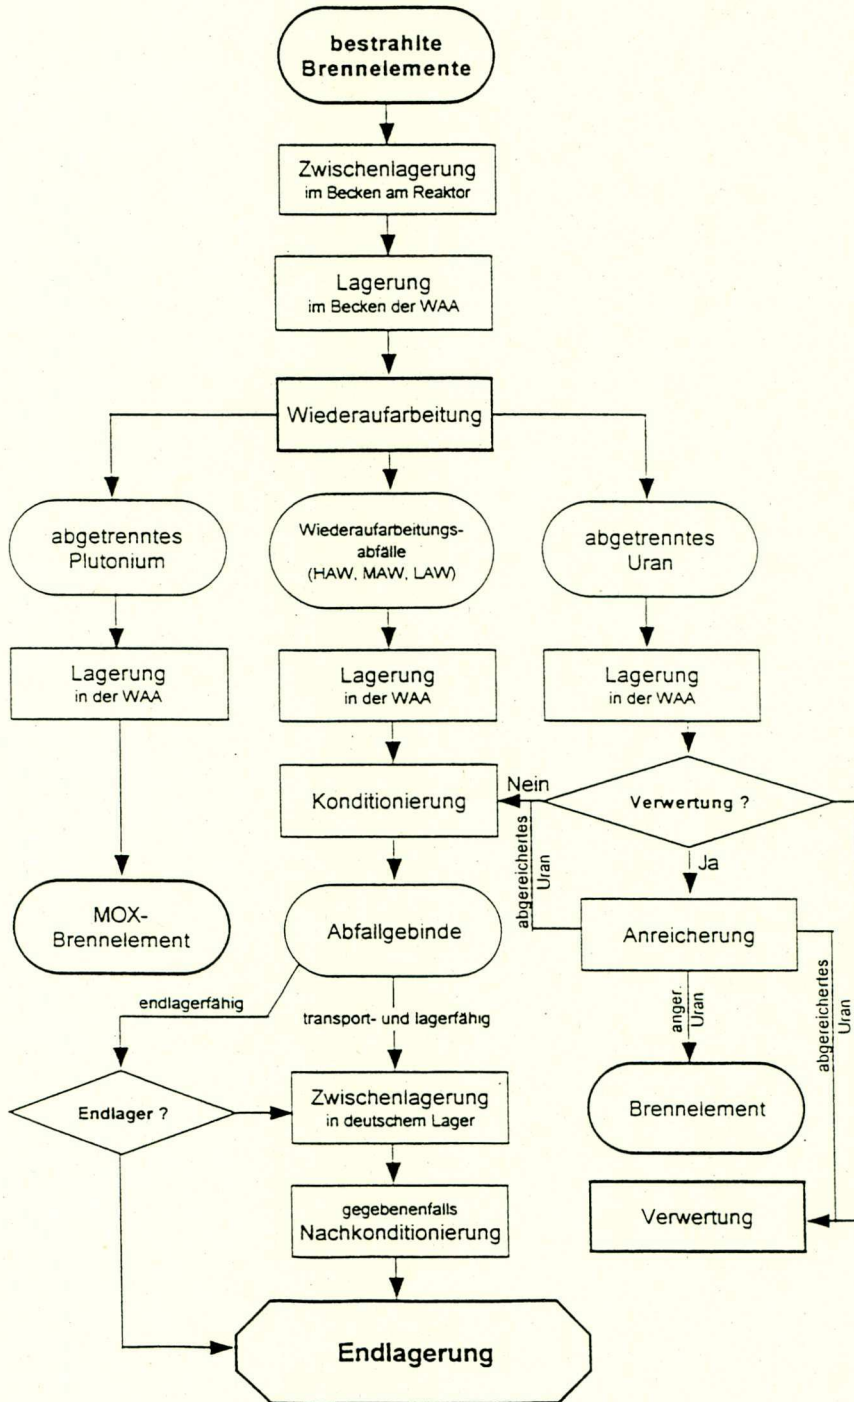 bestrahlte
Brennelemente
Zwischenlagerung
im Becken am Reaktor
Lagerung
im Becken der WAA
Wiederaufarbeitung
abgetrenntes
Plutonium
Wiederaufarbeitungs-
abfälle
(HAW, MAW, LAW)
abgetrenntes
Uran
Lagerung
in der WAA
Lagerung
in der WAA
Lagerung
in der WAA
Konditionierung
Nein
Verwertung ?
abgereichertes
Uran
Ja
MOX-
Brennelement
Abfallgebinde
Anreicherung
endlagerfähig
transport- und lagerfähig
anger.
Uran
abgereichertes
Uran
Endlager ?
Zwischenlagerung
in deutschem Lager
Brennelement
gegebenenfalls
Nachkonditionierung
Verwertung
Endlagerung